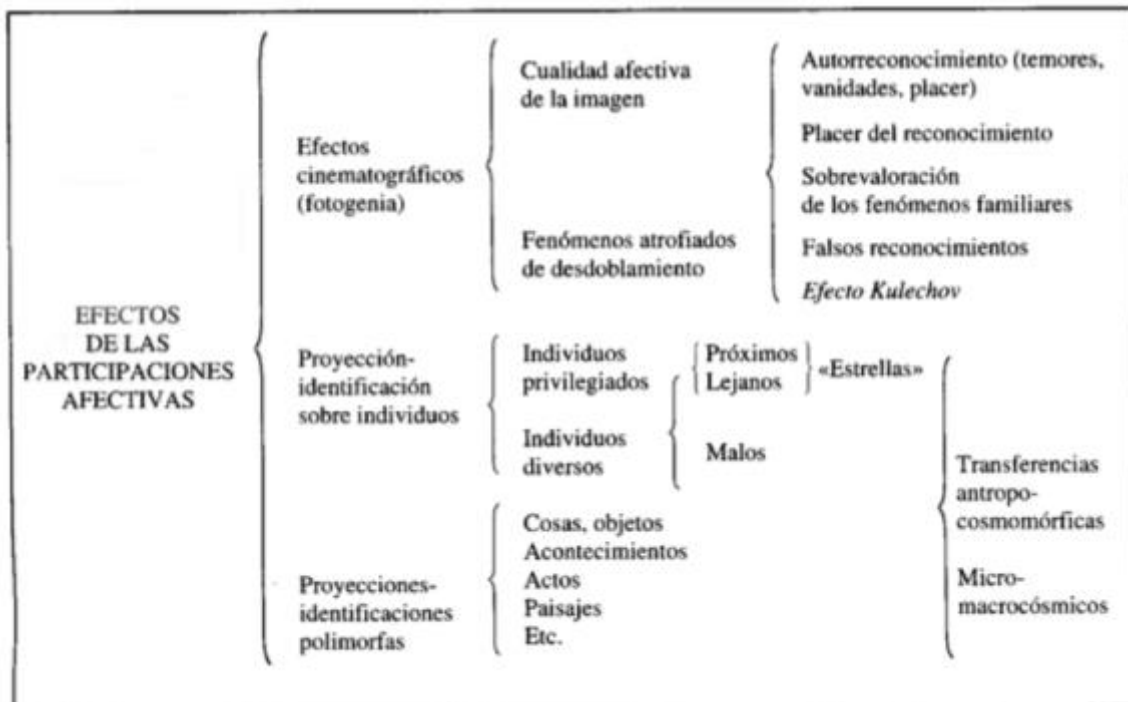 EFECTOS
DE LAS
PARTICIPACIONES
AFECTIVAS
Efectos
cinematográficos
(fotogenia)
Cualidad afectiva
de la imagen
Fenómenos atrofiados
de desdoblamiento
Autorreconocimiento (temores,
vanidades, placer)
Placer del reconocimiento
Sobrevaloración
de los fenómenos familiares
Falsos reconocimientos
Efecto Kulechov
Proyección-
identificación
sobre individuos
Individuos
privilegiados
Individuos
diversos
Próximos
Lejanos
«Estrellas»
Malos
Proyecciones-
identificaciones
polimorfas
Cosas, objetos
Acontecimientos
Actos
Paisajes
Etc.
Transferencias
antropo-
cosmomórficas
Micro-
macrocósmicos